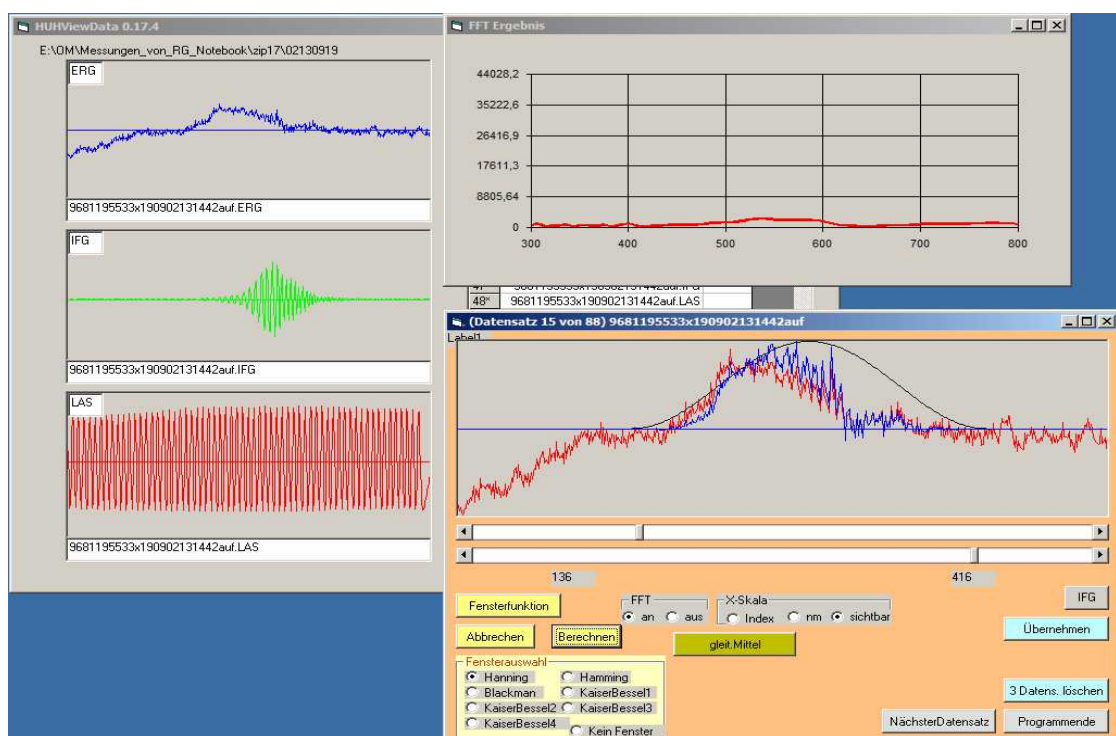 HUHViewData 0.17.4
E:\OM\Messungen_von_RG_Notebook\zip17\02130919
ERG
9681195533x190902131442auf.ERG
IFG
9681195533x190902131442auf.IFG
LAS
9681195533x190902131442auf.LAS
FFT Ergebnis
44028,2
35222,6
26416,9
17611,3
8805,64
0
300 400 500 600 700 800
48* 9681195533x190902131442auf.LAS
(Datensatz 15 von 88) 9681195533x190902131442auf
Label1
136 416
Fensterfunktion
FFT
an aus
X-Skala
Index nm sichtbar
IFG
Übernehmen
Abbrechen Berechnen
gleit.Mittel
Fensterauswahl
Hanning Hamming
Blackman KaiserBessel1
KaiserBessel2 KaiserBessel3
KaiserBessel4 Kein Fenster
3 Datens. löschen
NächsterDatensatz Programmende